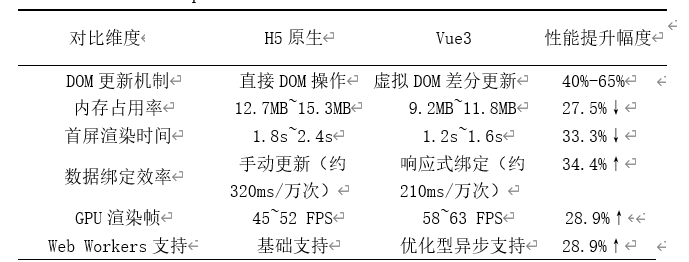 对比维度 H5 原生 Vue3 性能提升幅度
DOM 更新机制 直接 DOM 操作 虚拟 DOM 差分更新 40%-65%
内存占用率 12.7MB~15.3MB 9.2MB~11.8MB 27.5%↓
首屏渲染时间 1.8s~2.4s 1.2s~1.6s 33.3%↓
数据绑定效率 手动更新（约 响应式绑定（约 34.4%↑
320ms/万次） 210ms/万次）
GPU 渲染帧 45~52 FPS 58~63 FPS 28.9%↑
Web Workers 支持 基础支持 优化型异步支持 28.9%↑